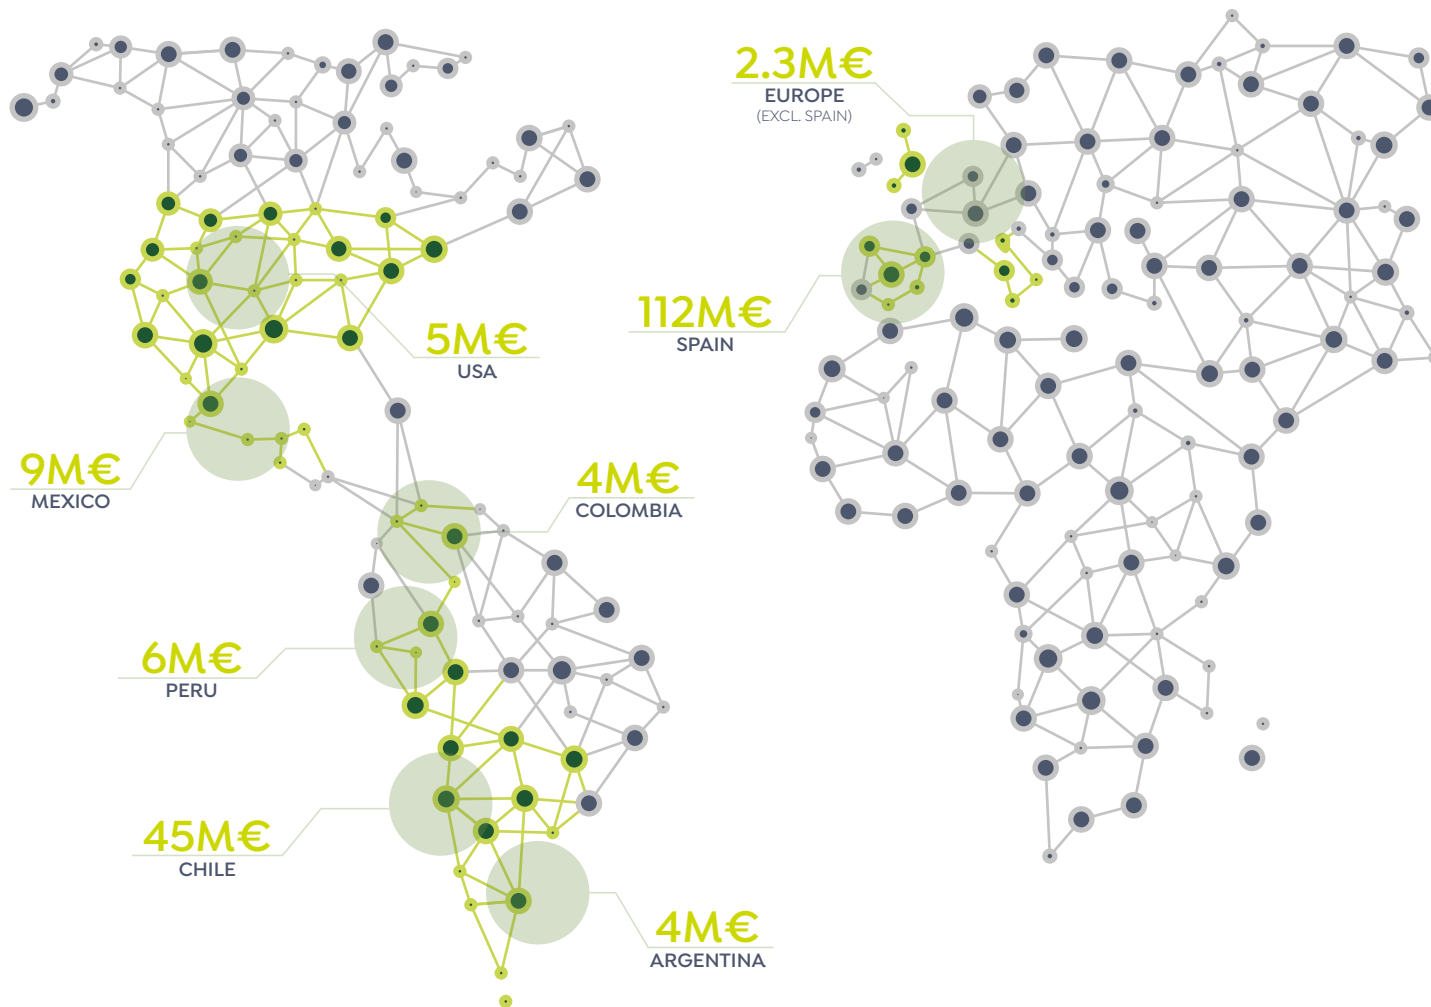 2.3M€
EUROPE
(EXCL. SPAIN)
112M€
SPAIN
5M€
USA
9M€
MEXICO
4M€
COLOMBIA
6M€
PERU
45M€
CHILE
4M€
ARGENTINA